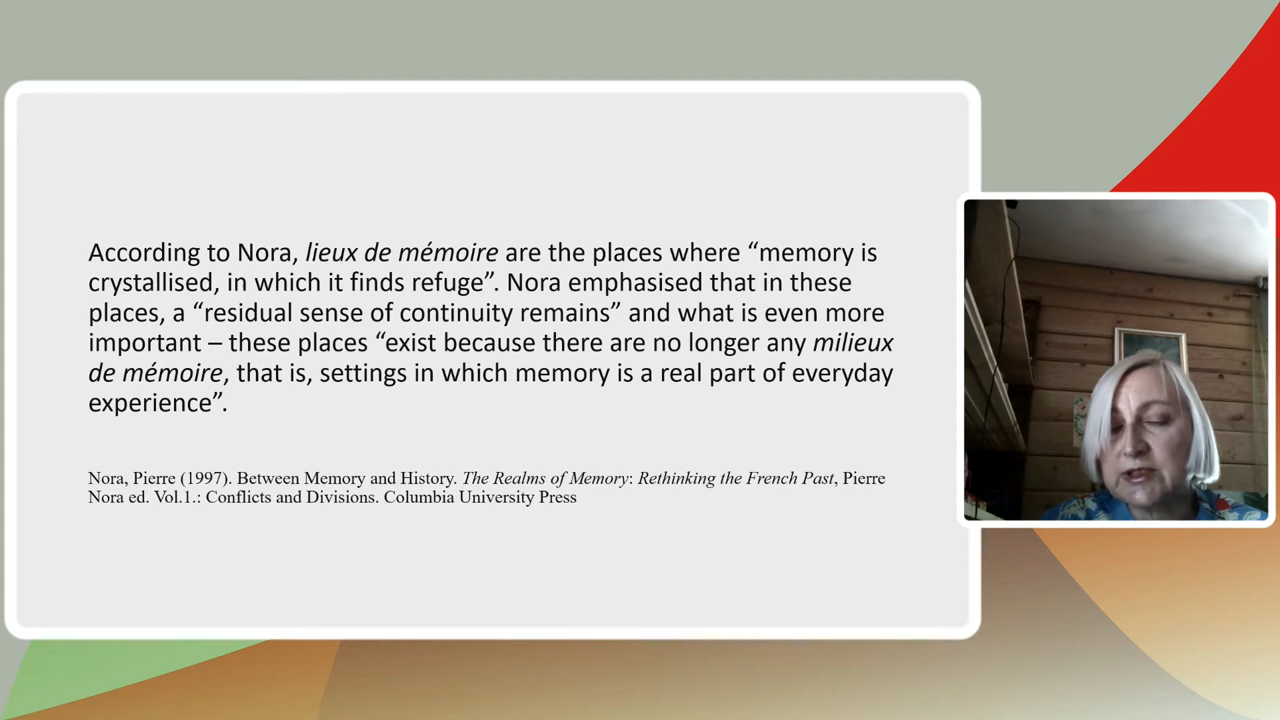 According to Nora, lieux de mémoire are the places where “memory is
crystallised, in which it finds refuge”. Nora emphasised that in these
places, a “residual sense of continuity remains” and what is even more
important – these places “exist because there are no longer any milieux
de mémoire, that is, settings in which memory is a real part of everyday
experience”.
Nora, Pierre (1997). Between Memory and History. The Realms of Memory: Rethinking the French Past, Pierre
Nora ed. Vol.1.: Conflicts and Divisions. Columbia University Press